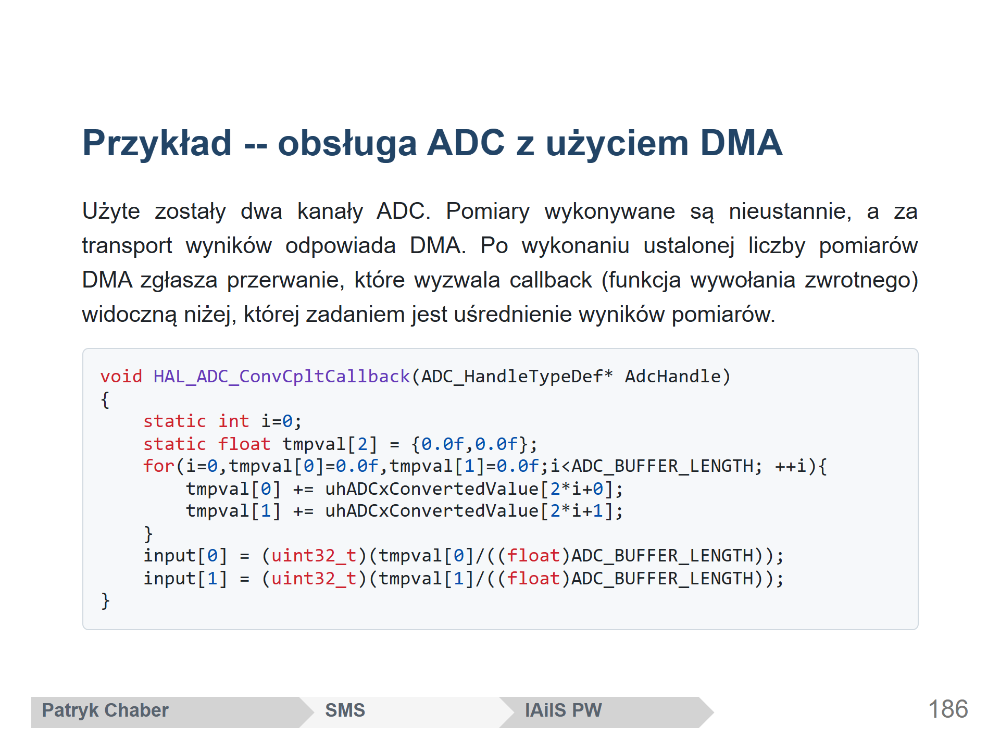 Przykład -- obsługa ADC z użyciem DMA
Użyte zostały dwa kanały ADC. Pomiary wykonywane są nieustannie, a za
transport wyników odpowiada DMA. Po wykonaniu ustalonej liczby pomiarów
DMA zgłasza przerwanie, które wyzwala callback (funkcja wywołania zwrotnego)
widoczną niżej, której zadaniem jest uśrednienie wyników pomiarów.
void HAL_ADC_ConvCpltCallback(ADC_HandleTypeDef* AdcHandle)
{
    static int i=0;
    static float tmpval[2] = {0.0f,0.0f};
    for(i=0,tmpval[0]=0.0f,tmpval[1]=0.0f;i<ADC_BUFFER_LENGTH; ++i){
        tmpval[0] += uhADCxConvertedValue[2*i+0];
        tmpval[1] += uhADCxConvertedValue[2*i+1];
    }
    input[0] = (uint32_t)(tmpval[0]/((float)ADC_BUFFER_LENGTH));
    input[1] = (uint32_t)(tmpval[1]/((float)ADC_BUFFER_LENGTH));
}
Patryk Chaber
SMS
IAiIS PW
186